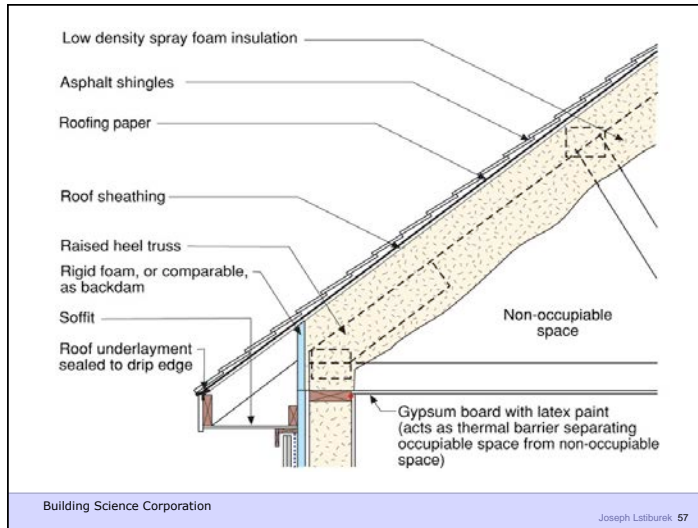 Low density spray foam insulation
Asphalt shingles
Roofing paper
Roof sheathing
Raised heel truss
Rigid foam, or comparable,
as backdam
Soffit
Roof underlayment
sealed to drip edge
Non-occupiable
space
Gypsum board with latex paint
(acts as thermal barrier separating
occupiable space from non-occupiable
space)
Building Science Corporation
Joseph Lstiburek 57